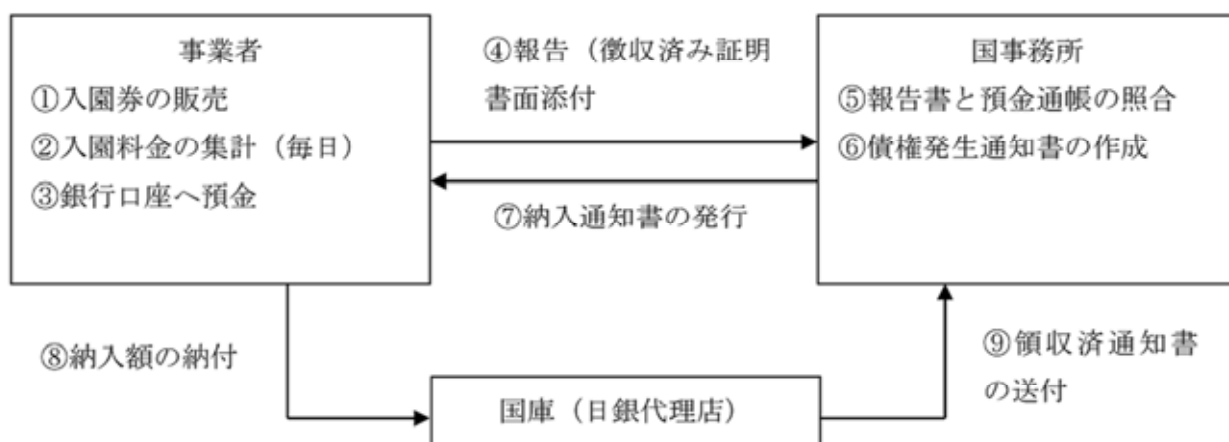 事業者
①入園券の販売
②入園料金の集計（毎日）
③銀行口座へ預金
④報告（徴収済み証明
書面添付
国事務所
⑤報告書と預金通帳の照合
⑥債権発生通知書の作成
⑦納入通知書の発行
⑧納入額の納付
⑨領収済通知書
の送付
国庫（日銀代理店）